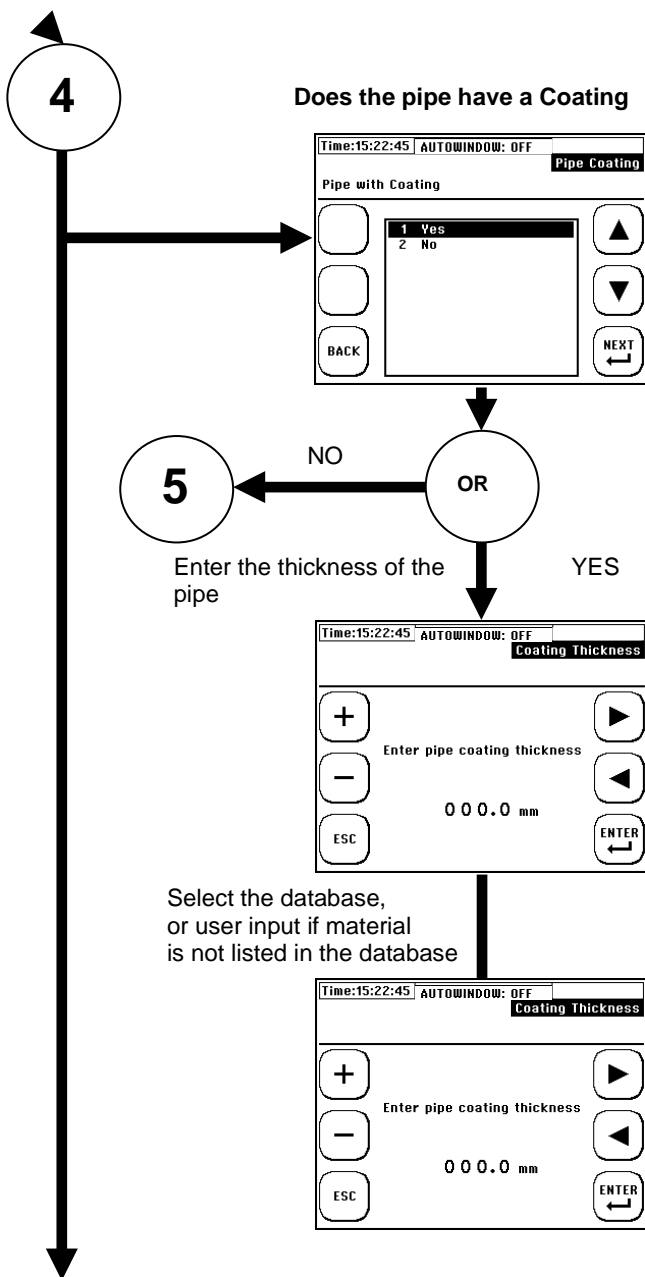 4
Does the pipe have a Coating
Time:15:22:45 AUTOWINDOW: OFF
Pipe Coating
Pipe with Coating
1 Yes
2 No
BACK
NEXT
NO
5
OR
Enter the thickness of the
pipe
YES
Time:15:22:45 AUTOWINDOW: OFF
Coating Thickness
+
Enter pipe coating thickness
−
000.0 mm
ESC
ENTER
Select the database,
or user input if material
is not listed in the database
Time:15:22:45 AUTOWINDOW: OFF
Coating Thickness
+
Enter pipe coating thickness
−
000.0 mm
ESC
ENTER